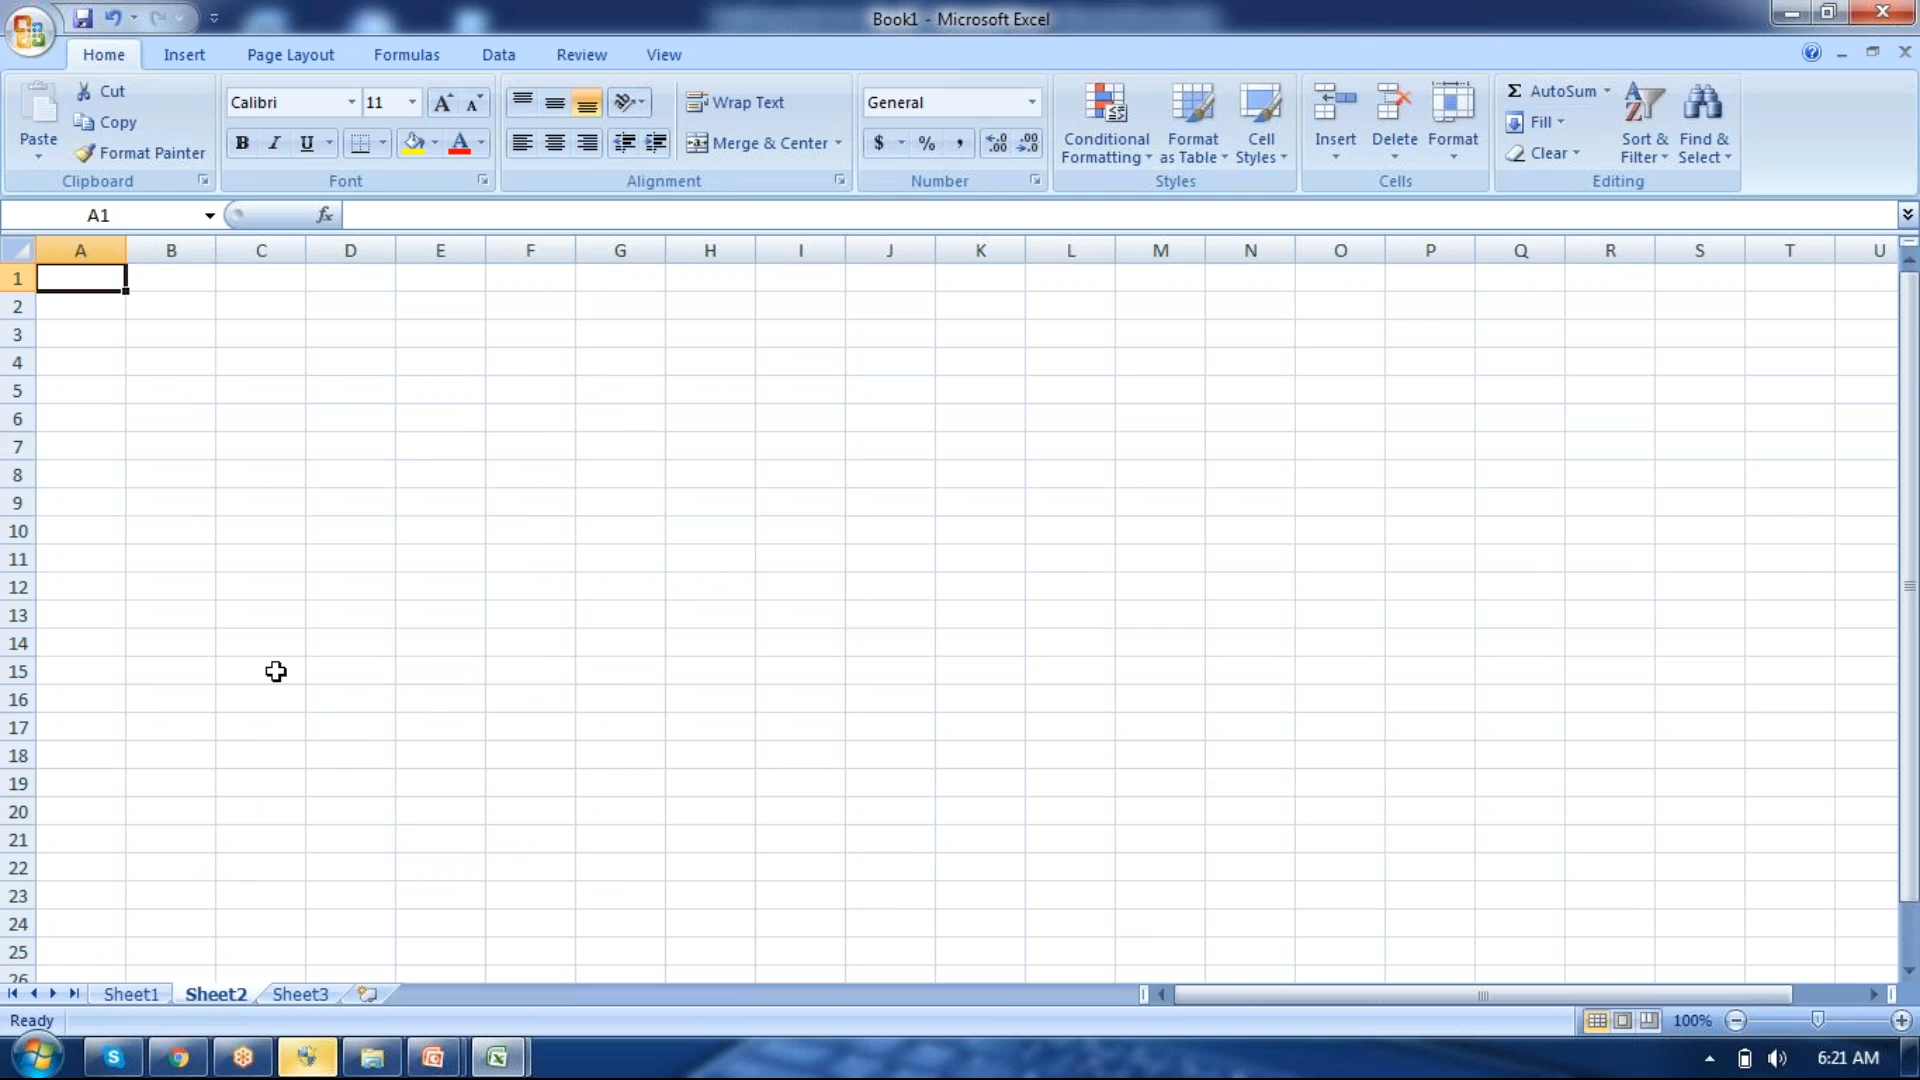 Book1 - Microsoft Excel
Home Insert Page Layout Formulas Data Review View
Paste
Cut
Copy
Format Painter
Clipboard
Calibri 11
B I U A
Font
Wrap Text
Merge & Center
Alignment
General
$ % ,
Number
Conditional Formatting
Format as Table
Cell Styles
Styles
Insert Delete Format
Cells
Σ AutoSum
Fill
Clear
Sort & Filter
Find & Select
Editing
A1 fx
A B C D E F G H I J K L M N O P Q R S T U
1
2
3
4
5
6
7
8
9
10
11
12
13
14
15
16
17
18
19
20
21
22
23
24
25
26
Sheet1 Sheet2 Sheet3
Ready 100%
6:21 AM